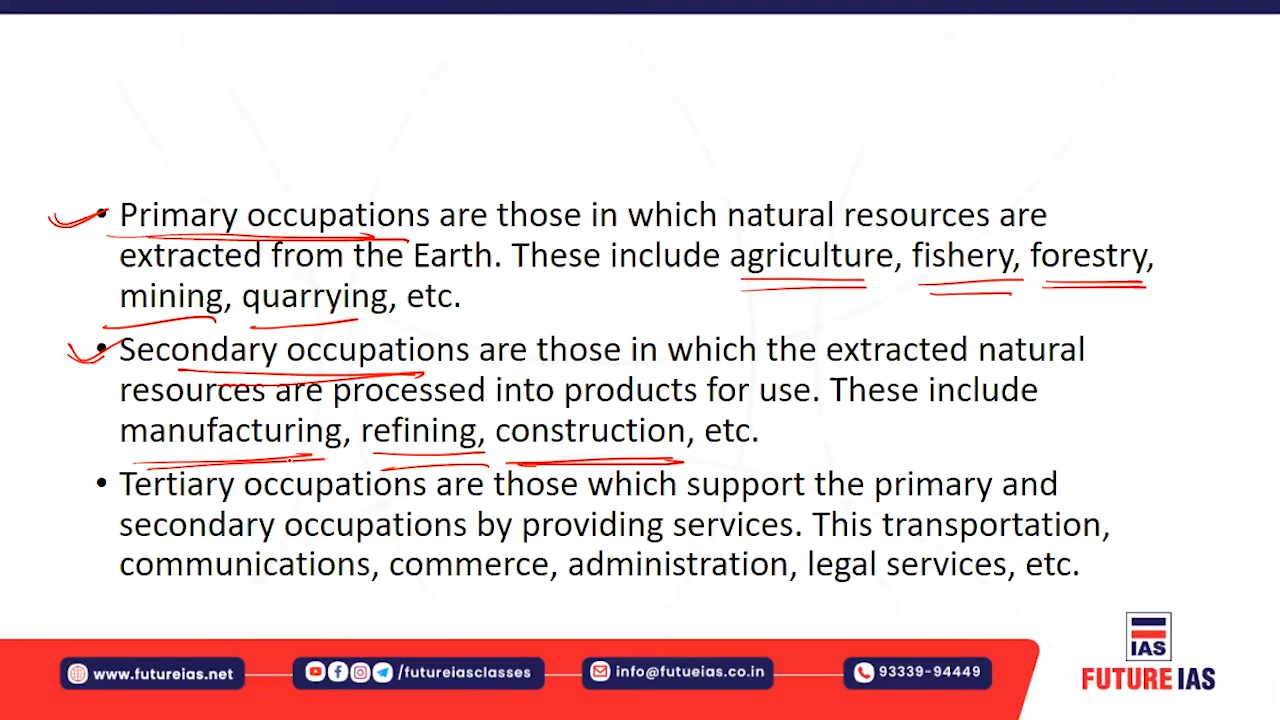 • Primary occupations are those in which natural resources are
extracted from the Earth. These include agriculture, fishery, forestry,
mining, quarrying, etc.
• Secondary occupations are those in which the extracted natural
resources are processed into products for use. These include
manufacturing, refining, construction, etc.
• Tertiary occupations are those which support the primary and
secondary occupations by providing services. This transportation,
communications, commerce, administration, legal services, etc.
www.futureias.net
/futureiasclasses
info@futueias.co.in
93339-94449
IAS
FUTURE IAS